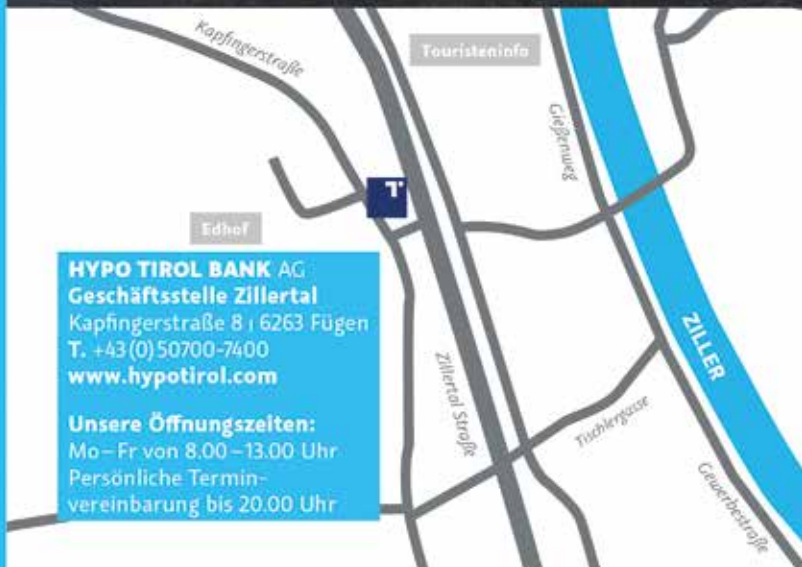 Kapfingerstraße
Touristeninfo
Gießenweg
T
Edhof
HYPO TIROL BANK AG
Geschäftsstelle Zillertal
Kapfingerstraße 8 | 6263 Fügen
T. +43(0)50700-7400
www.hypotirol.com
Unsere Öffnungszeiten:
Mo–Fr von 8.00–13.00 Uhr
Persönliche Termin-
vereinbarung bis 20.00 Uhr
Zillertal Straße
ZILLER
Tischlergasse
Gewerbestraße